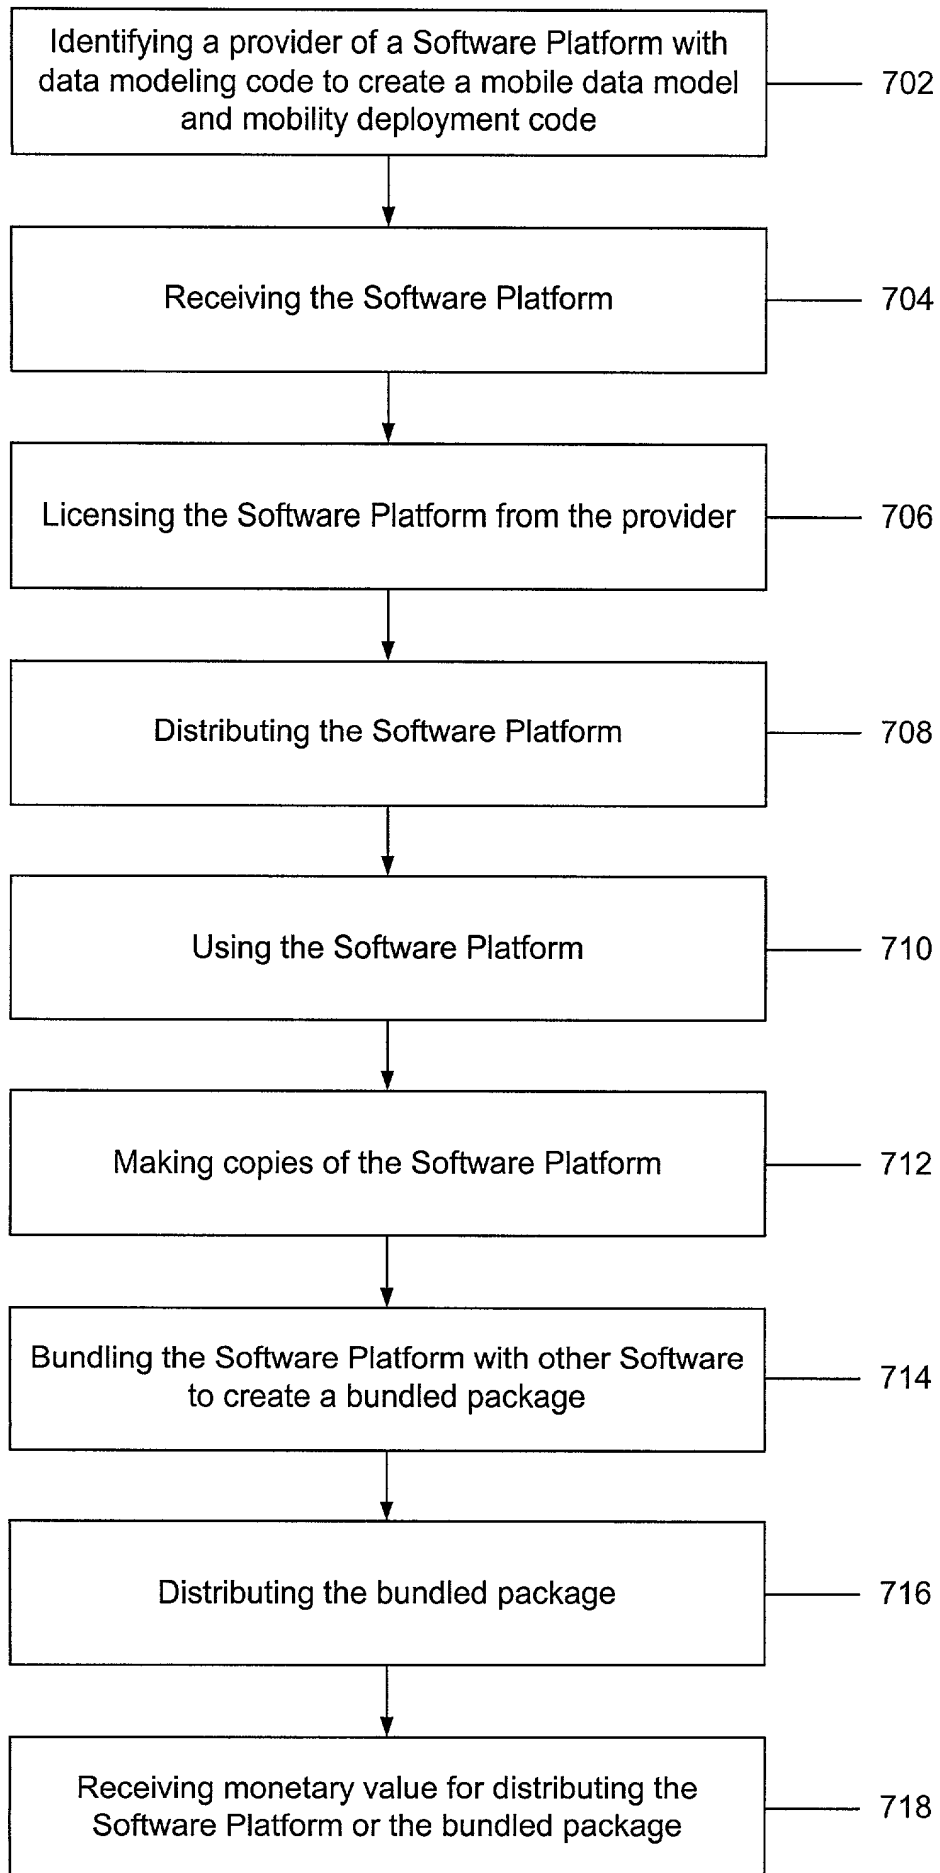 Identifying a provider of a Software Platform with
data modeling code to create a mobile data model
and mobility deployment code
702
Receiving the Software Platform
704
Licensing the Software Platform from the provider
706
Distributing the Software Platform
708
Using the Software Platform
710
Making copies of the Software Platform
712
Bundling the Software Platform with other Software
to create a bundled package
714
Distributing the bundled package
716
Receiving monetary value for distributing the
Software Platform or the bundled package
718